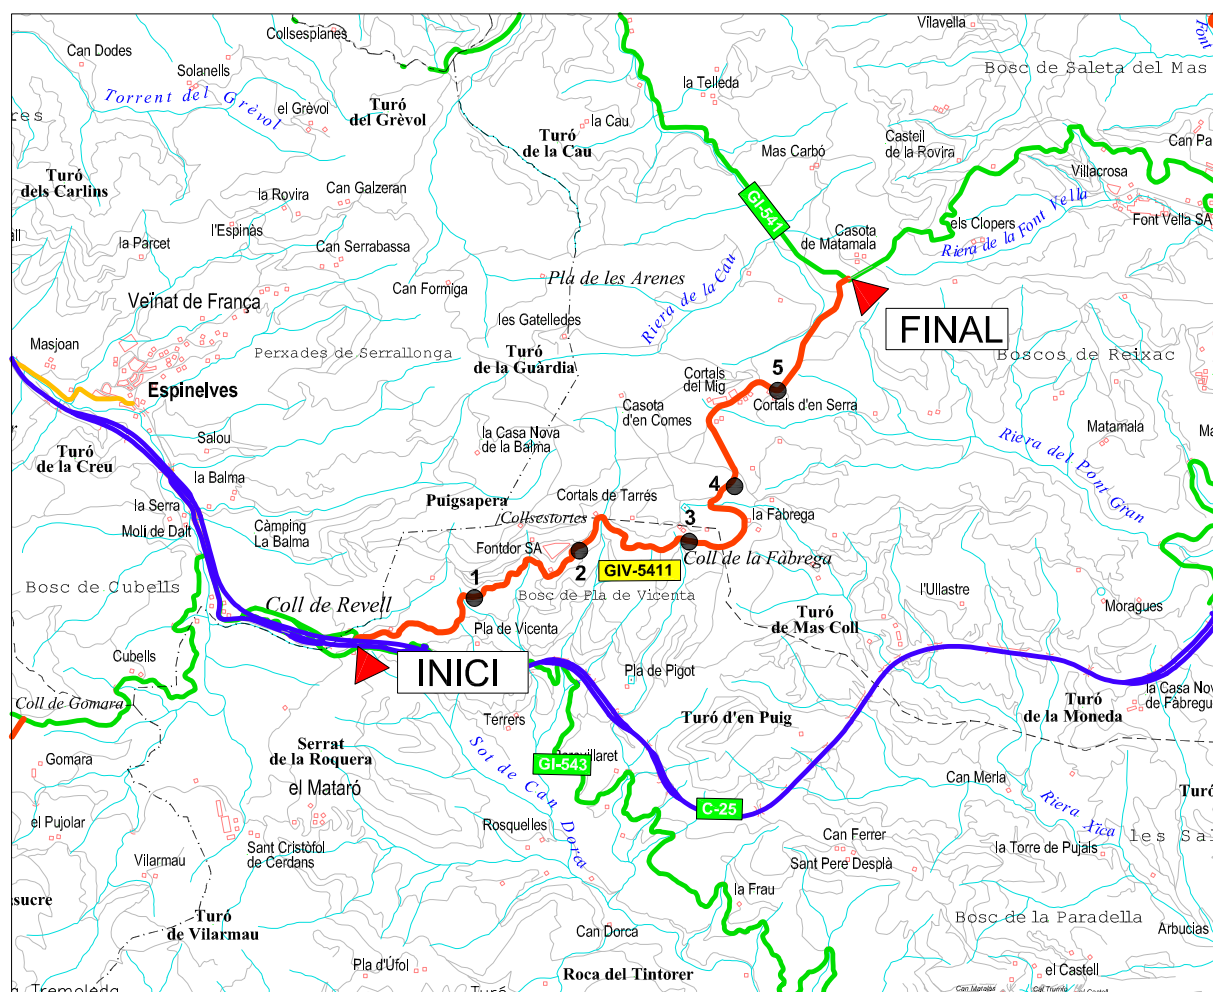 Collsesplanes
Vilavella
Font
Can Dodes
Solanells
la Telleda
Bosc de Saleta del Mas
Torrent del Grèvol
el Grèvol
Turó
del Grèvol
la Cau
Turó
de la Cau
Mas Carbó
Castell
de la Rovira
Can Pa
res
Turó
dels Carlins
la Rovira
Can Galzeran
GI-541
Villacrosa
Font Vella SA
l'Espinàs
la Parcet
Can Serrabassa
Casota
de Matamala
els Clopers
Riera de la Font Vella
all
Can Formiga
Pla de les Arenes
Riera de la Cau
Veïnat de França
les Gatelledes
FINAL
Masjoan
Perxades de Serrallonga
Turó
de la Guàrdia
Boscos de Reixac
Espinelves
Cortals
del Mig
5
Cortals d'en Serra
Casota
d'en Comes
Salou
la Casa Nova
de la Balma
Matamala
Ma
Riera del Pont Gran
Turó
de la Creu
la Balma
4
Puigsapera
Cortals de Tarrés
la Serra
Moli de Dalt
Càmping
La Balma
Collsestortes
3
la Fàbrega
Fontdor SA
2
GIV-5411
Coll de la Fàbrega
Bosc de Cubells
1
Bosc de Pla de Vicenta
l'Ullastre
Coll de Revell
Turó
de Mas Coll
Moragues
Pla de Vicenta
Cubells
INICI
Pla de Pigot
Coll de Gomara
la Casa Nov
de Fàbregu
Turó
de la Moneda
Terrers
Turó d'en Puig
Serrat
de la Roquera
Sot de Can Dorca
GI-543
Gomara
el Mataró
Can Merla
Turó
C-25
Riera Xica
el Pujolar
Rosquelles
Can Ferrer
les Sal
Sant Cristòfol
de Cerdans
la Torre de Pujals
Vilarmau
Sant Pere Desplà
la Frau
ssucre
Turó
de Vilarmau
Bosc de la Paradella
Can Dorca
Arbucias
Pla d'Úfol
Roca del Tintorer
el Castell
Turó